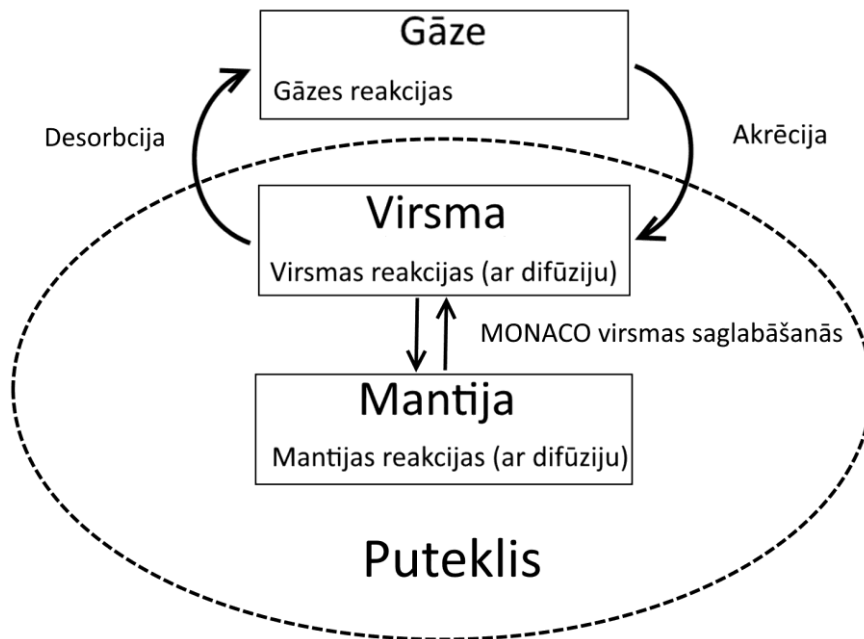 Gāze
Gāzes reakcijas
Desorbcija
Akrēcija
Virsma
Virsmas reakcijas (ar difūziju)
MONACO virsmas saglabāšanās
Mantija
Mantijas reakcijas (ar difūziju)
Puteklis